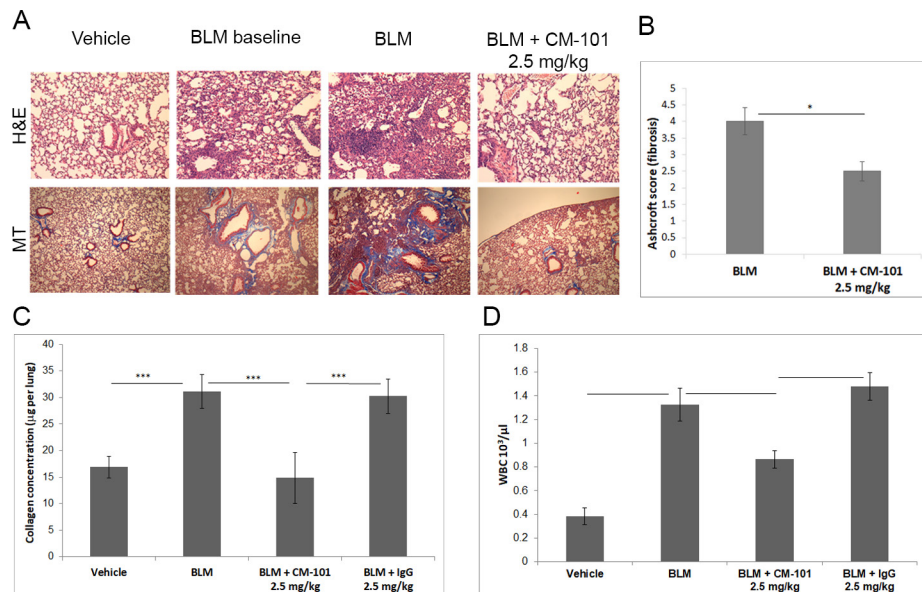 A
Vehicle
BLM baseline
BLM
BLM + CM-101
2.5 mg/kg
H&E
MT
B
Ashcroft score (fibrosis)
5
4.5
4
3.5
3
2.5
2
1.5
1
0.5
0
*
BLM
BLM + CM-101
2.5 mg/kg
C
Collagen concentration (µg per lung)
40
35
30
25
20
15
10
5
0
***
***
***
Vehicle
BLM
BLM + CM-101
2.5 mg/kg
BLM + IgG
2.5 mg/kg
D
WBC 10³/µl
1.8
1.6
1.4
1.2
1
0.8
0.6
0.4
0.2
0
Vehicle
BLM
BLM + CM-101
2.5 mg/kg
BLM + IgG
2.5 mg/kg